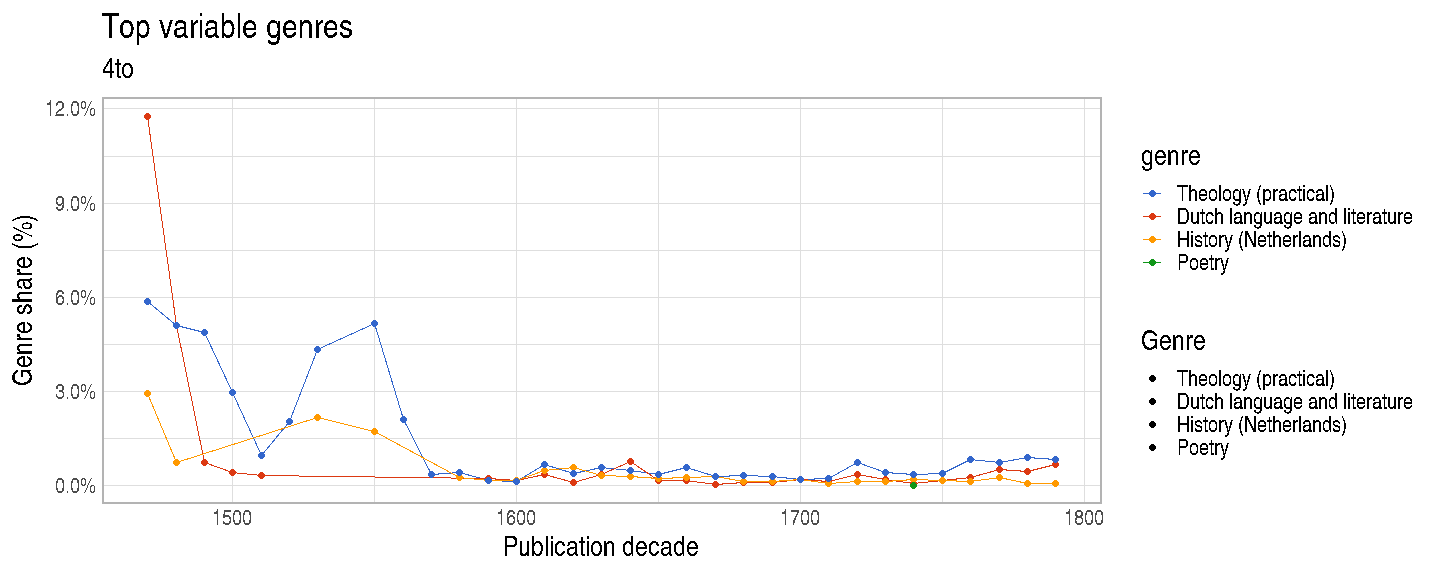 Top variable genres
4to
12.0%
9.0%
6.0%
3.0%
0.0%
Genre share (%)
1500
1600
1700
1800
Publication decade
genre
Theology (practical)
Dutch language and literature
History (Netherlands)
Poetry
Genre
Theology (practical)
Dutch language and literature
History (Netherlands)
Poetry